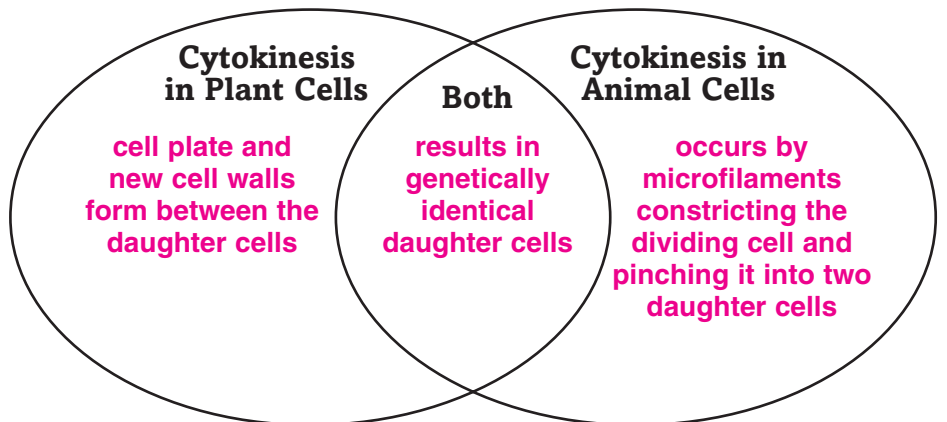 Cytokinesis
in Plant Cells
cell plate and
new cell walls
form between the
daughter cells
Both
results in
genetically
identical
daughter cells
Cytokinesis in
Animal Cells
occurs by
microfilaments
constricting the
dividing cell and
pinching it into two
daughter cells